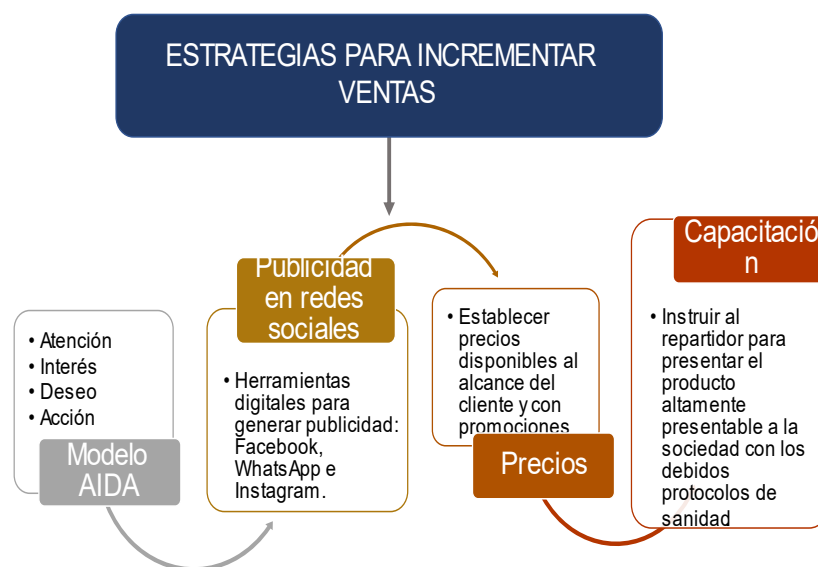 ESTRATEGIAS PARA INCREMENTAR
VENTAS
• Atención
• Interés
• Deseo
• Acción
Modelo
AIDA
Publicidad
en redes
sociales
• Herramientas
digitales para
generar publicidad:
Facebook,
WhatsApp e
Instagram.
• Establecer
precios
disponibles al
alcance del
cliente y con
promociones
Precios
Capacitació
n
• Instruir al
repartidor para
presentar el
producto
altamente
presentable a la
sociedad con los
debidos
protocolos de
sanidad